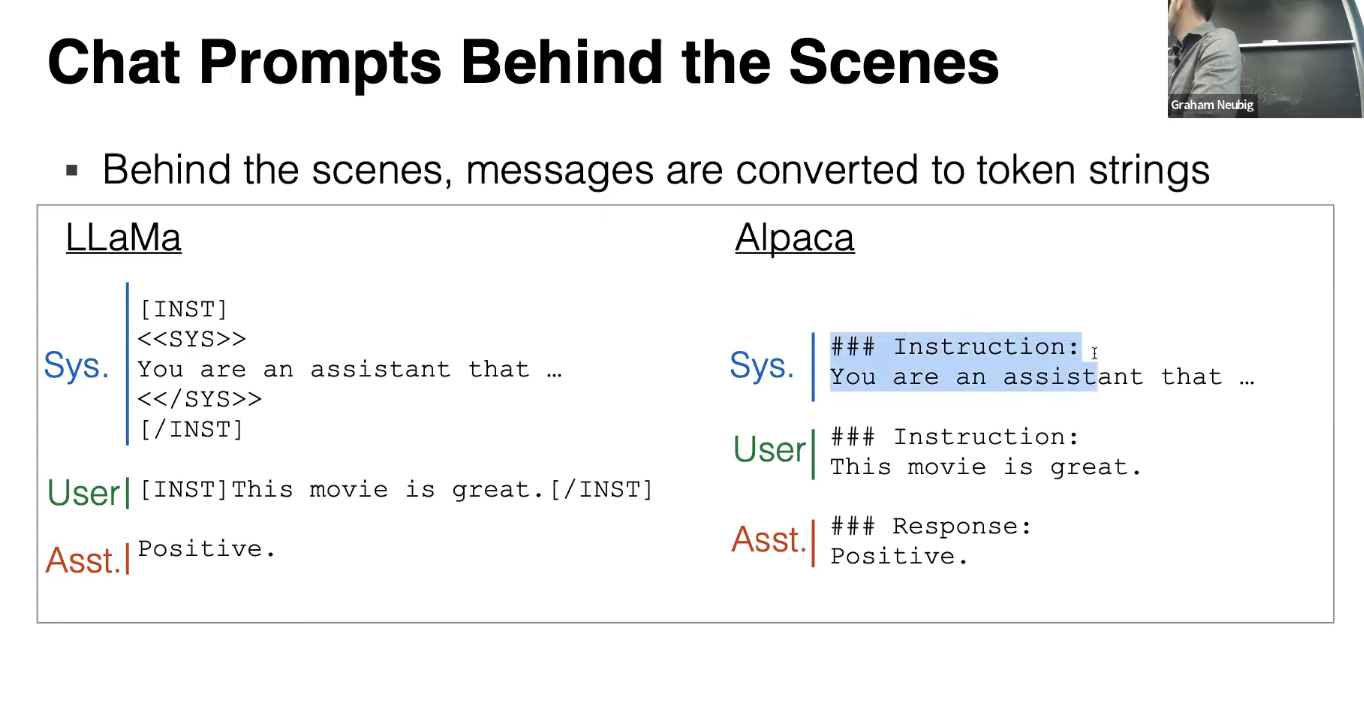 Chat Prompts Behind the Scenes
Graham Neubig
▪ Behind the scenes, messages are converted to token strings
LLaMa
Sys.
[INST]
<<SYS>>
You are an assistant that …
<</SYS>>
[/INST]
User
[INST]This movie is great.[/INST]
Asst.
Positive.
Alpaca
Sys.
### Instruction:
You are an assistant that …
User
### Instruction:
This movie is great.
Asst.
### Response:
Positive.